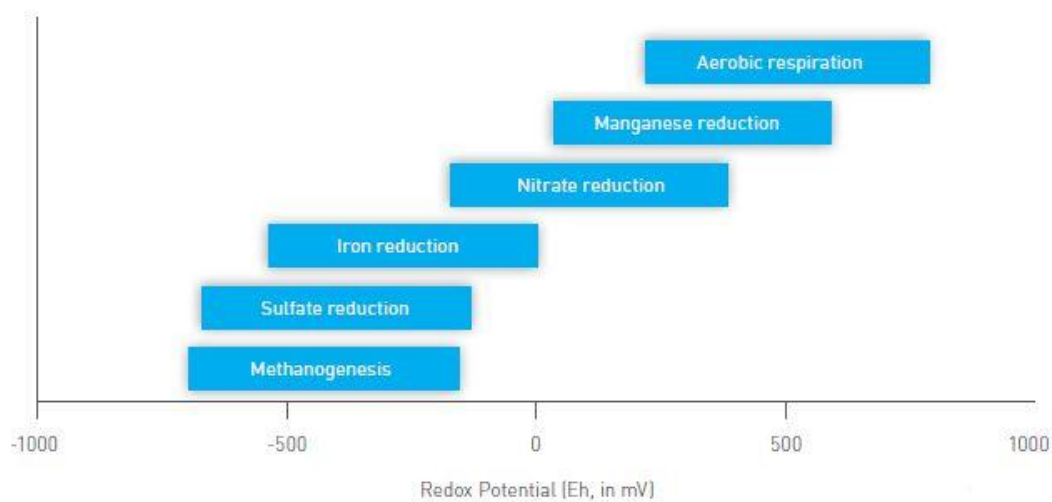 Aerobic respiration
Manganese reduction
Nitrate reduction
Iron reduction
Sulfate reduction
Methanogenesis
-1000 -500 0 500 1000
Redox Potential (Eh, in mV)